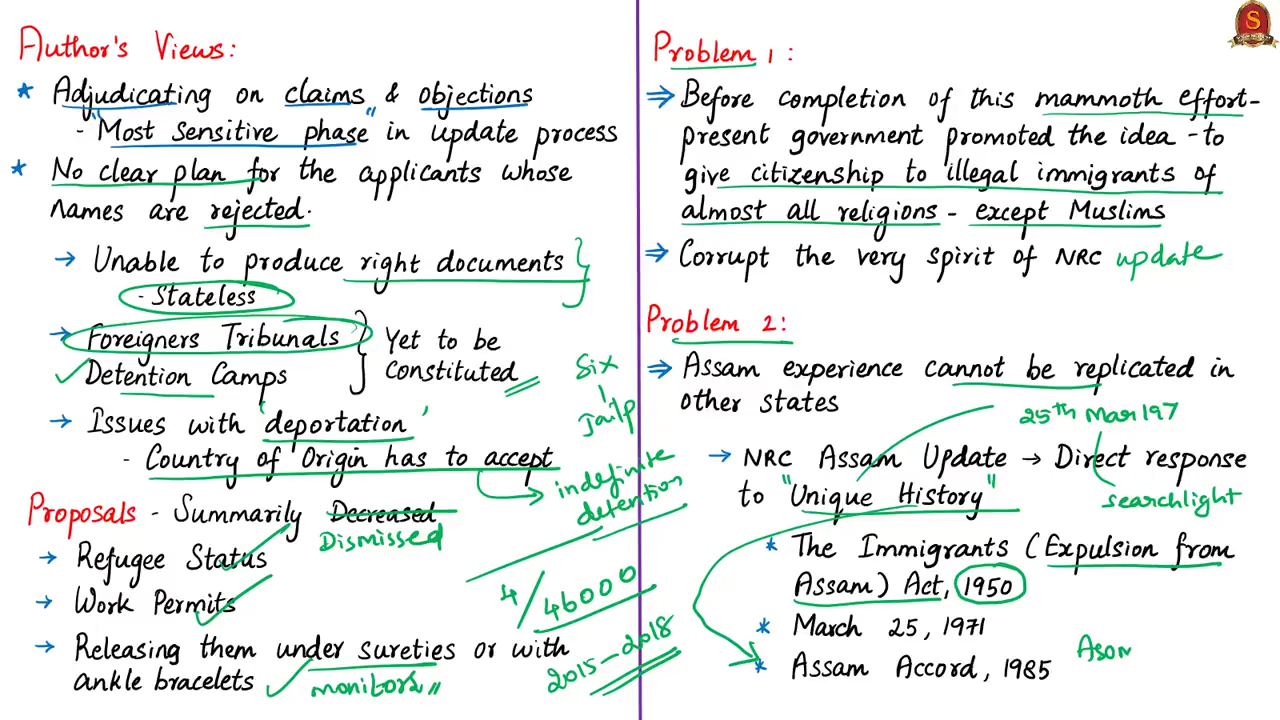 Author's Views:
* Adjudicating on claims & objections
- "Most sensitive phase" in update process
* No clear plan for the applicants whose
names are rejected.
→ Unable to produce right documents
- Stateless
→ Foreigners Tribunals
✓ Detention Camps
Yet to be
constituted
→ Issues with 'deportation'
- Country of Origin has to accept
indefinite
detention
Six
Jail
Proposals - Summarily Decreased
Dismissed
→ Refugee Status
→ Work Permits
→ Releasing them under sureties or with
ankle bracelets
monitors
4/46000
2015-2018
S
Problem 1:
⇒ Before completion of this mammoth effort-
present government promoted the idea - to
give citizenship to illegal immigrants of
almost all religions - except Muslims
⇒ Corrupt the very spirit of NRC update
Problem 2:
⇒ Assam experience cannot be replicated in
other states
25th Mar 197
→ NRC Assam Update → Direct response
to "Unique History"
searchlight
* The Immigrants (Expulsion from
Assam) Act, 1950
* March 25, 1971
* Assam Accord, 1985
Asom